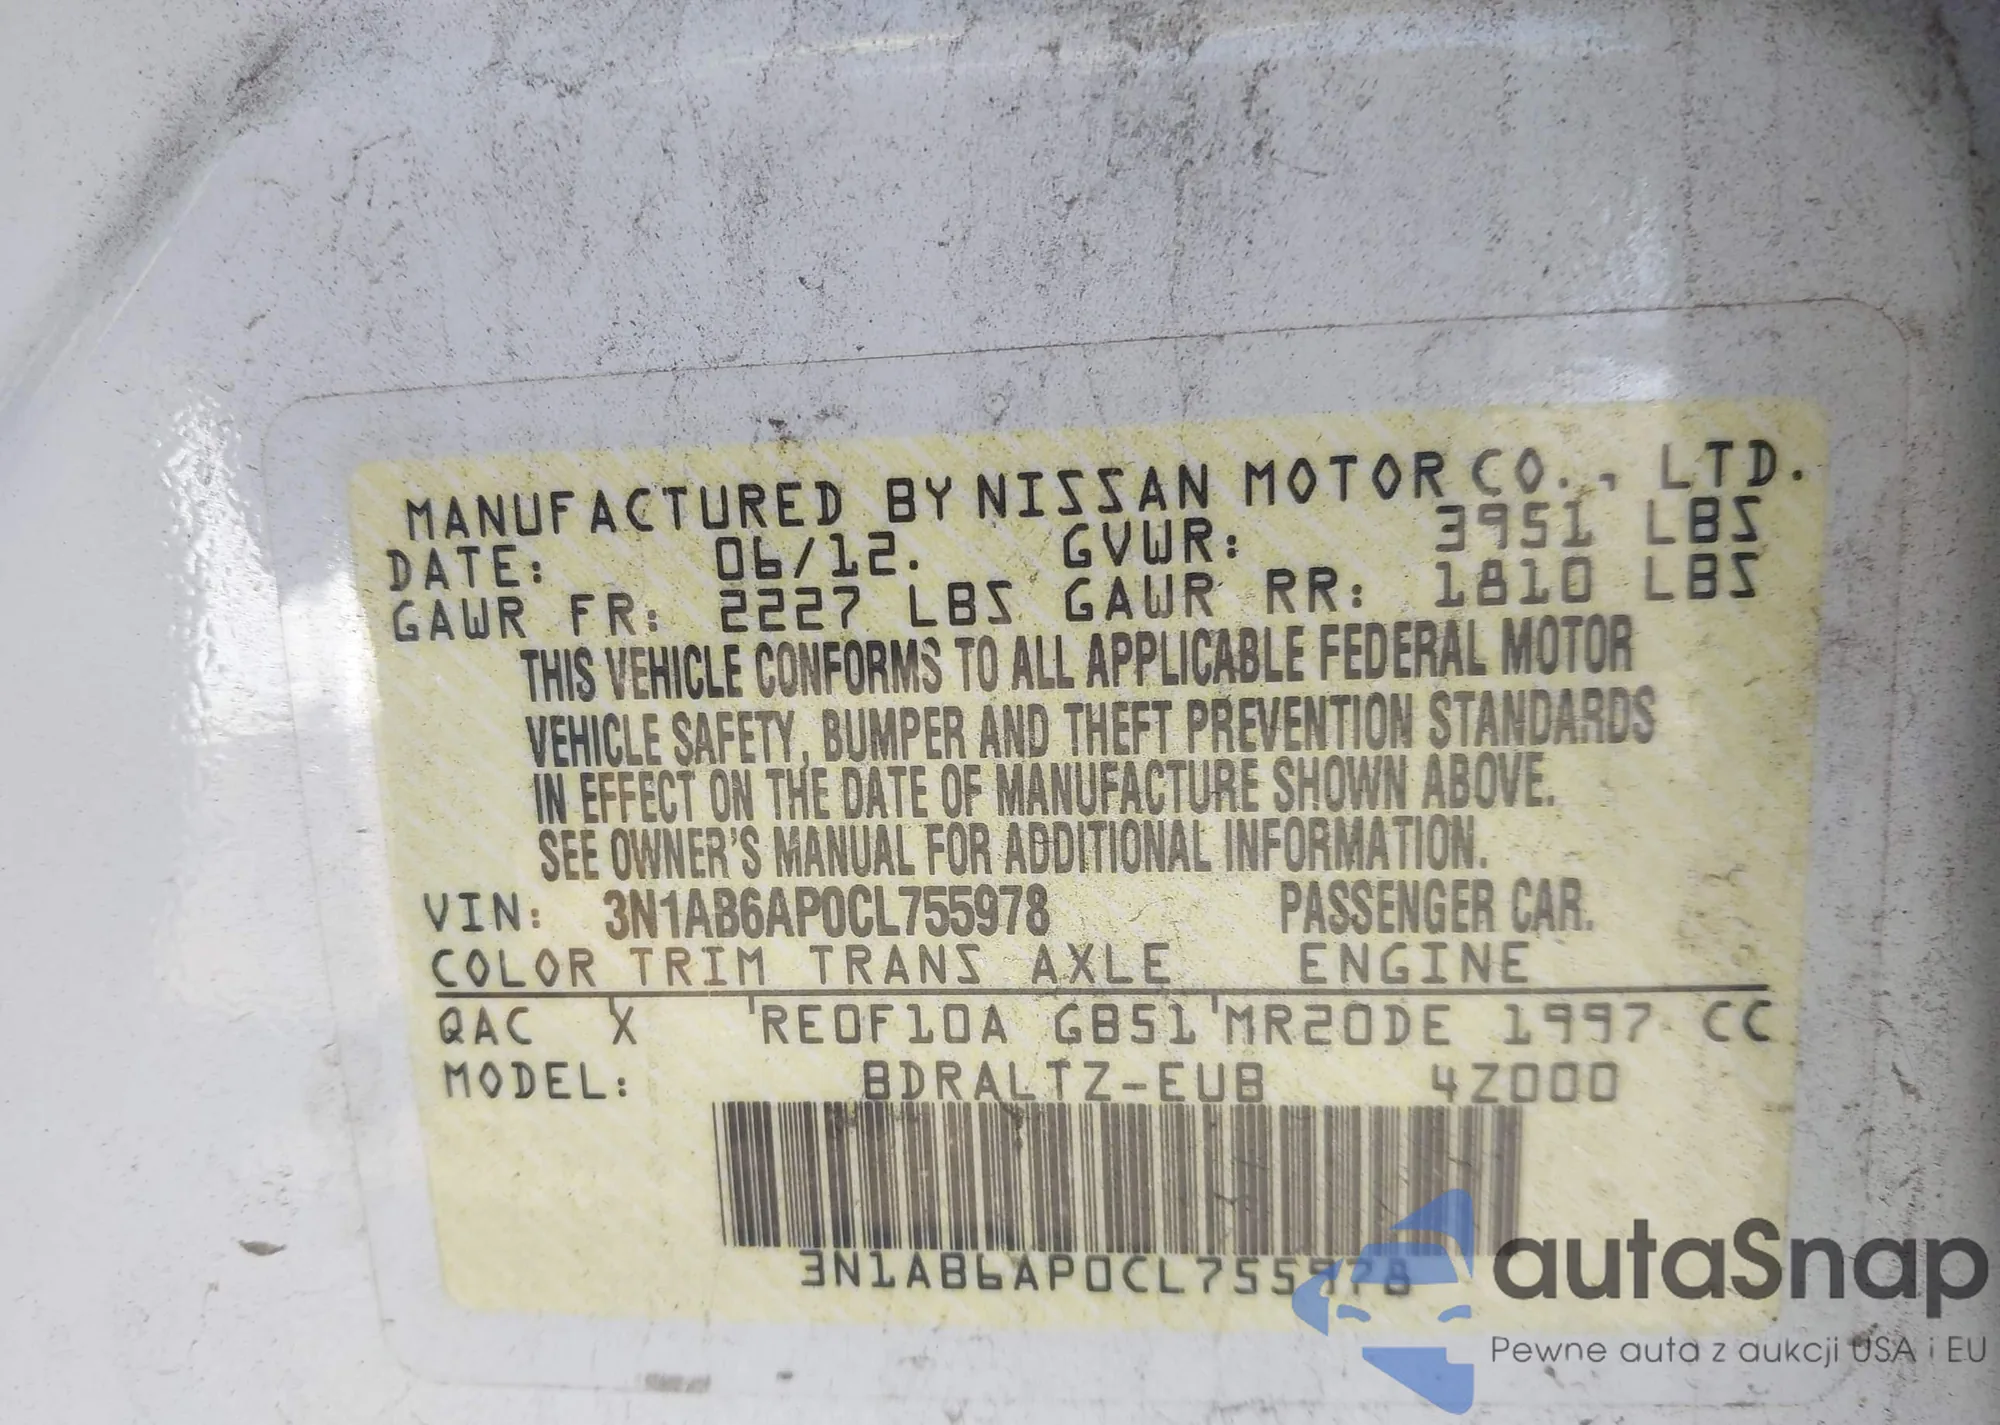 MANUFACTURED BY NISSAN MOTOR CO., LTD.
DATE: 06/12. GVWR: 3951 LBS
GAWR FR: 2227 LBS GAWR RR: 1810 LBS
THIS VEHICLE CONFORMS TO ALL APPLICABLE FEDERAL MOTOR
VEHICLE SAFETY, BUMPER AND THEFT PREVENTION STANDARDS
IN EFFECT ON THE DATE OF MANUFACTURE SHOWN ABOVE.
SEE OWNER'S MANUAL FOR ADDITIONAL INFORMATION.
VIN: 3N1AB6AP0CL755978 PASSENGER CAR.
COLOR TRIM TRANS AXLE ENGINE
QAC X 'RE0F10A GB51'MR20DE 1997 CC
MODEL: BDRALTZ-EUB 4Z000
3N1AB6AP0CL755978
autaSnap
Pewne auta z aukcji USA i EU